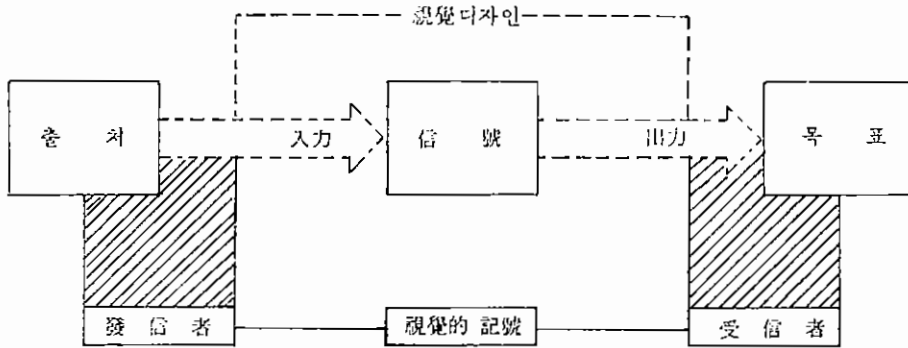 視覺디자인
출 처
入力
信 號
出力
목 표
發 信 者
視覺的 記號
受 信 者